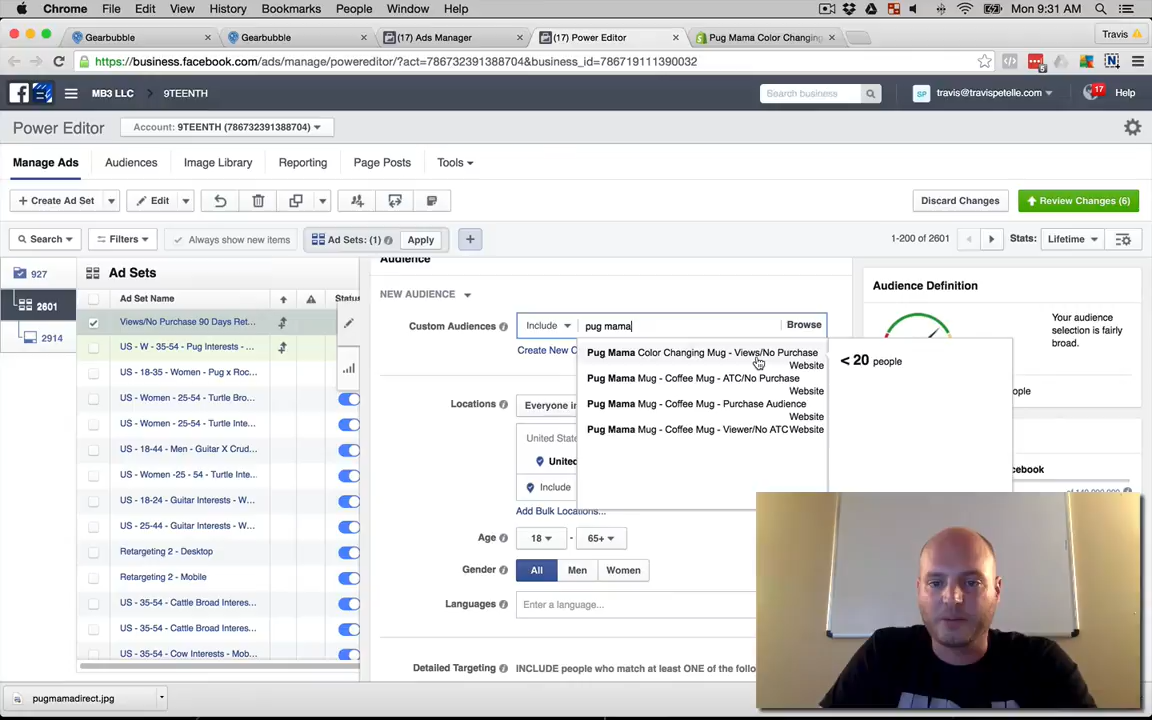 Chrome File Edit View History Bookmarks People Window Help Mon 9:31 AM
Gearbubble
Gearbubble
(17) Ads Manager
(17) Power Editor
Pug Mama Color Changing
Travis
https://business.facebook.com/ads/manage/powereditor/?act=786732391388704&business_id=786719111390032
5
MB3 LLC
9TEENTH
Search business
SP
travis@travispetelle.com
17
Help
Power Editor
Account: 9TEENTH (786732391388704)
Manage Ads
Audiences
Image Library
Reporting
Page Posts
Tools
+ Create Ad Set
Edit
Discard Changes
Review Changes (6)
Search
Filters
Always show new items
Ad Sets: (1)
Apply
+
1-200 of 2601
Stats:
Lifetime
927
2601
2914
Ad Sets
Ad Set Name
Status
Views/No Purchase 90 Days Ret...
US - W - 35-54 - Pug Interests - ...
US - 18-35 - Women - Pug x Roc...
US - Women - 25-54 - Turtle Bro...
US - Women - 25-54 - Turtle Inte...
US - 18-44 - Men - Guitar X Crud...
US - Women -25 - 54 - Turtle Inte...
US - 18-24 - Guitar Interests - W...
US - 25-44 - Guitar Interests - W...
Retargeting 2 - Desktop
Retargeting 2 - Mobile
US - 35-54 - Cattle Broad Interes...
US - 35-54 - Cattle Broad Interes...
US - 35-54 - Cow Interests - Mob...
Audience
NEW AUDIENCE
Custom Audiences
Include
pug mama
Browse
Create New C
Pug Mama Color Changing Mug - Views/No Purchase
Website
Pug Mama Mug - Coffee Mug - ATC/No Purchase
Website
Pug Mama Mug - Coffee Mug - Purchase Audience
Website
Pug Mama Mug - Coffee Mug - Viewer/No ATC Website
< 20 people
Locations
Everyone in
United State
United
Include
Add Bulk Locations...
Age
18
-
65+
Gender
All
Men
Women
Languages
Enter a language...
Detailed Targeting
INCLUDE people who match at least ONE of the follo
Audience Definition
Your audience
selection is fairly
broad.
people
ebook
pugmamadirect.jpg